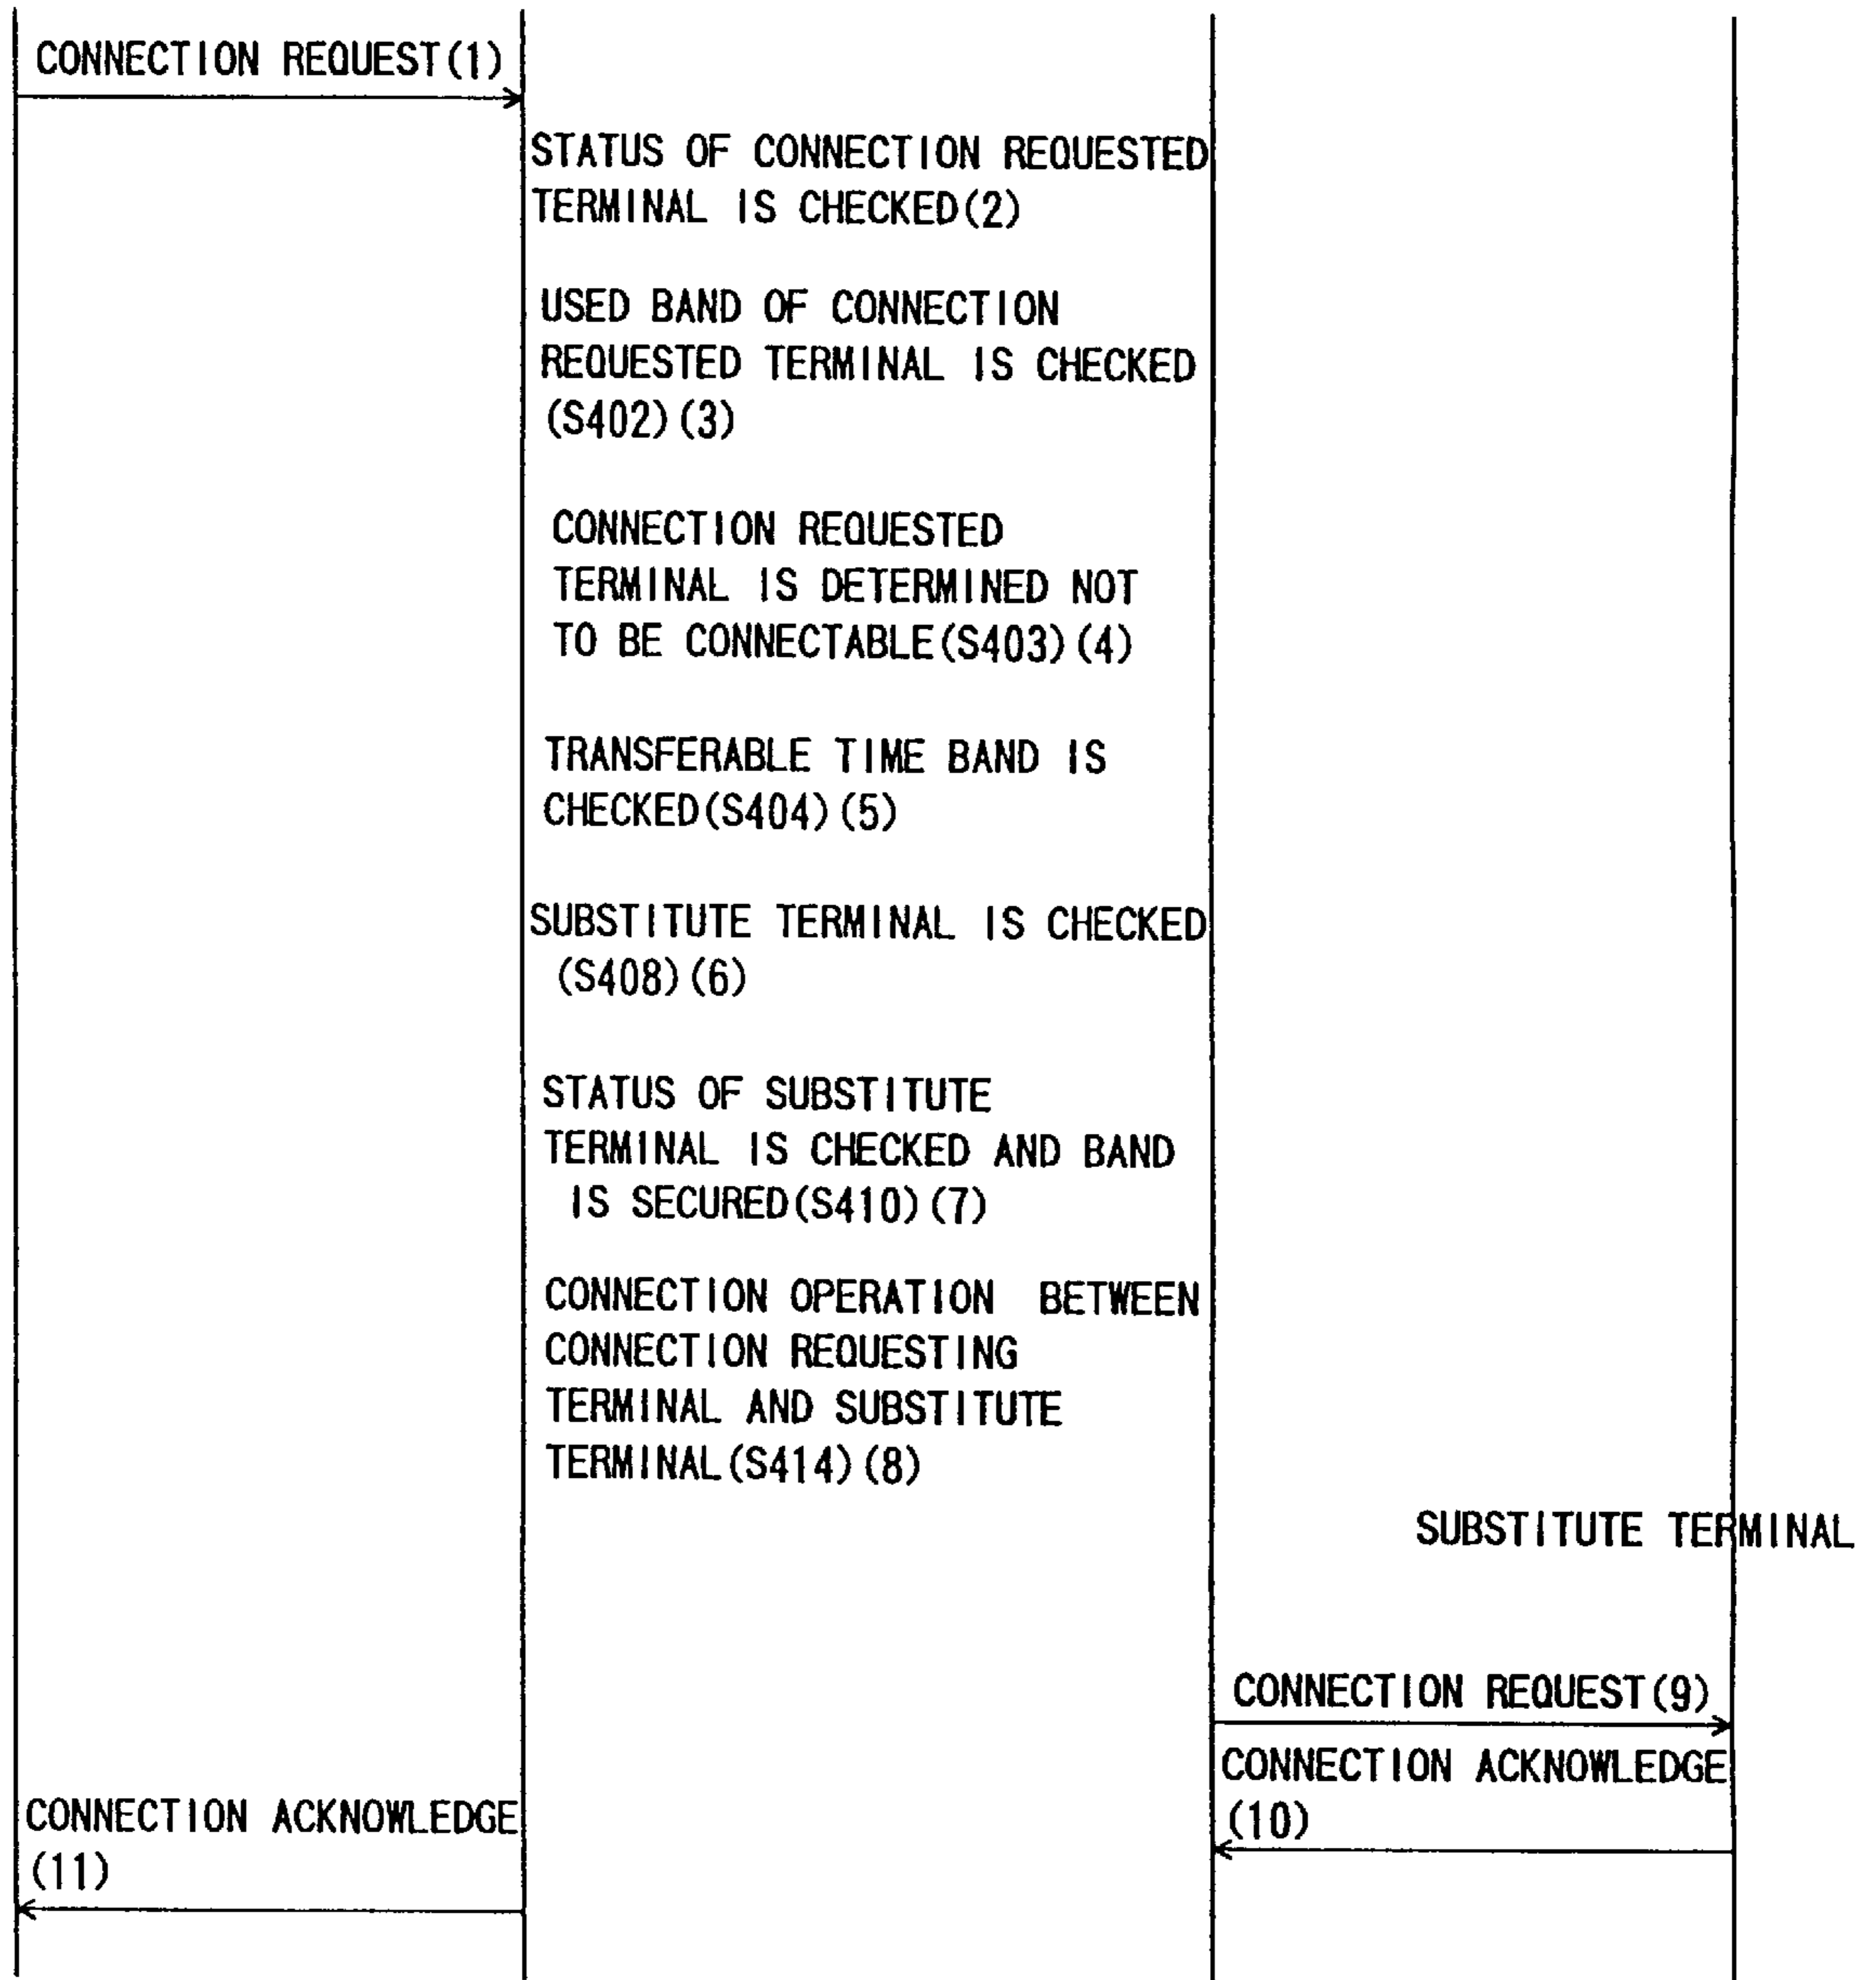 CONNECTION REQUEST(1)
STATUS OF CONNECTION REQUESTED
TERMINAL IS CHECKED(2)
USED BAND OF CONNECTION
REQUESTED TERMINAL IS CHECKED
(S402)(3)
CONNECTION REQUESTED
TERMINAL IS DETERMINED NOT
TO BE CONNECTABLE(S403)(4)
TRANSFERABLE TIME BAND IS
CHECKED(S404)(5)
SUBSTITUTE TERMINAL IS CHECKED
(S408)(6)
STATUS OF SUBSTITUTE
TERMINAL IS CHECKED AND BAND
IS SECURED(S410)(7)
CONNECTION OPERATION BETWEEN
CONNECTION REQUESTING
TERMINAL AND SUBSTITUTE
TERMINAL(S414)(8)
SUBSTITUTE TERMINAL
CONNECTION REQUEST(9)
CONNECTION ACKNOWLEDGE
(10)
CONNECTION ACKNOWLEDGE
(11)